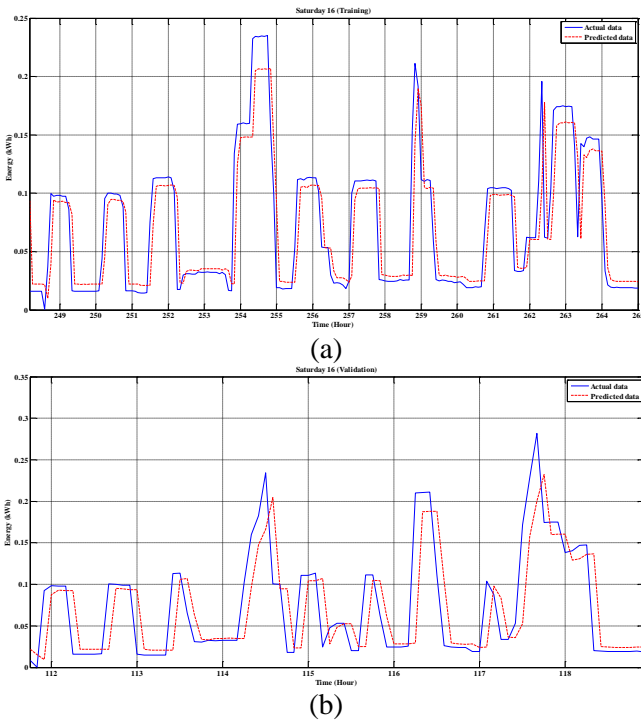 Saturday 16 (Training)
Actual data
Predicted data
0.25
0.2
0.15
0.1
0.05
0
Energy (kWh)
249 250 251 252 253 254 255 256 257 258 259 260 261 262 263 264 265
Time (Hour)
(a)
Saturday 16 (Validation)
Actual data
Predicted data
0.35
0.3
0.25
0.2
0.15
0.1
0.05
0
Energy (kWh)
112 113 114 115 116 117 118
Time (Hour)
(b)